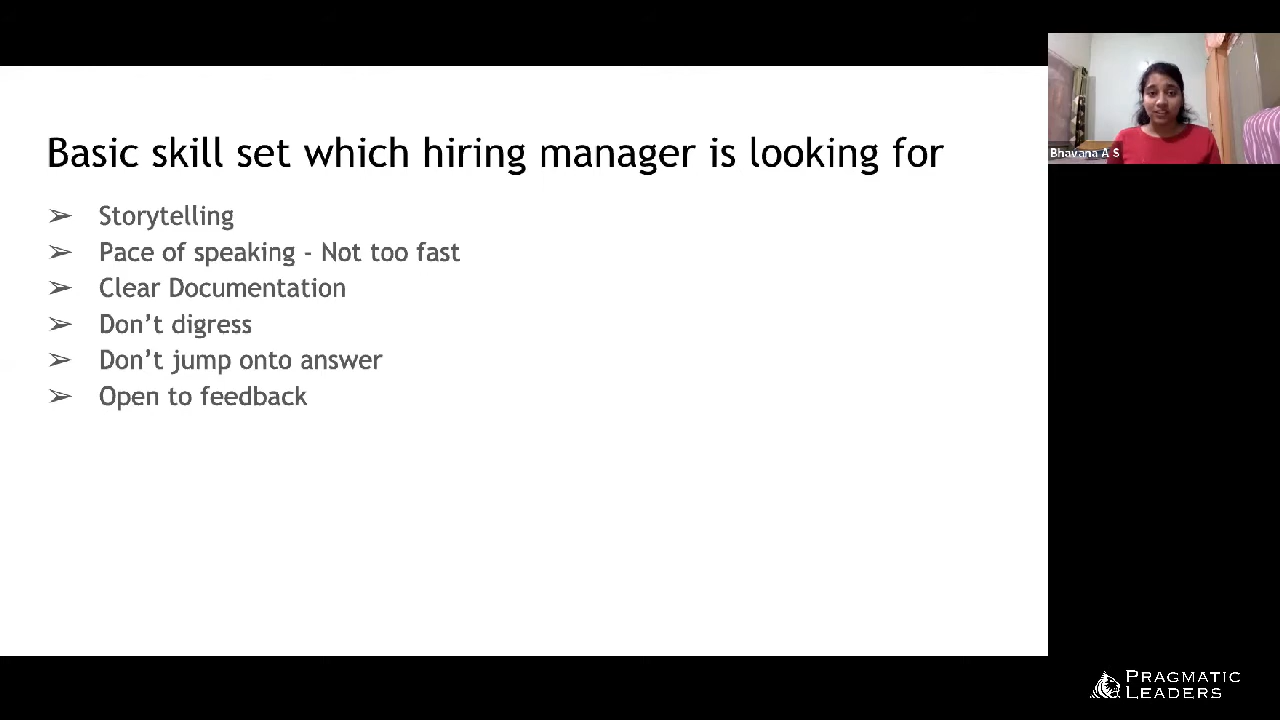 Basic skill set which hiring manager is looking for
➢ Storytelling
➢ Pace of speaking - Not too fast
➢ Clear Documentation
➢ Don’t digress
➢ Don’t jump onto answer
➢ Open to feedback
Bhavana A S
PRAGMATIC
LEADERS